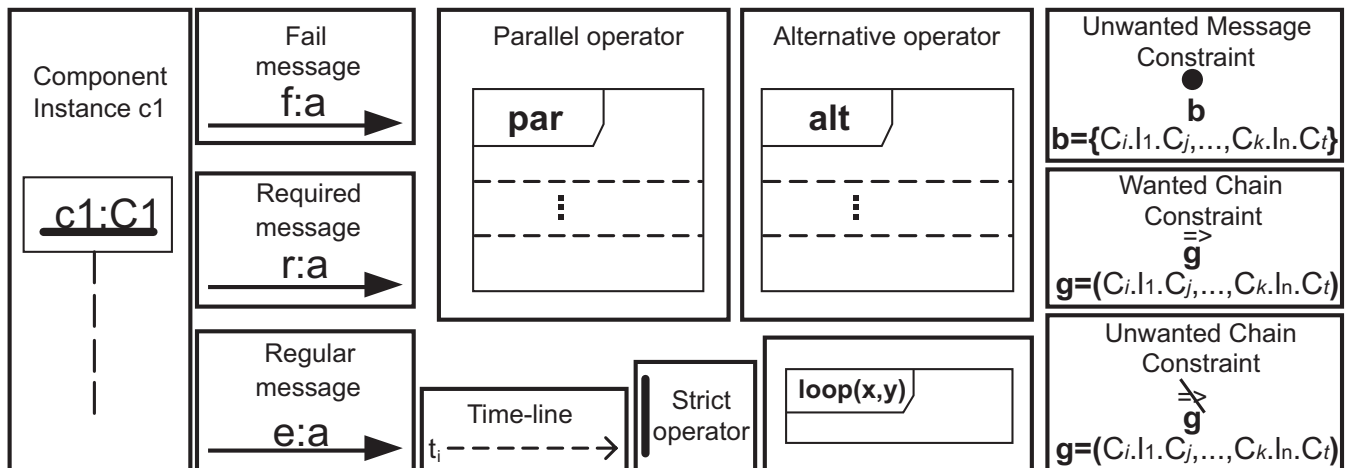 Component
Instance c1
c1:C1
Fail
message
f:a
Required
message
r:a
Regular
message
e:a
Parallel operator
par
Alternative operator
alt
Time-line
ti
Strict
operator
loop(x,y)
Unwanted Message
Constraint
b
b={Ci.I1.Cj,...,Ck.In.Ct}
Wanted Chain
Constraint
=>
g
g=(Ci.I1.Cj,...,Ck.In.Ct)
Unwanted Chain
Constraint
=>
g
g=(Ci.I1.Cj,...,Ck.In.Ct)